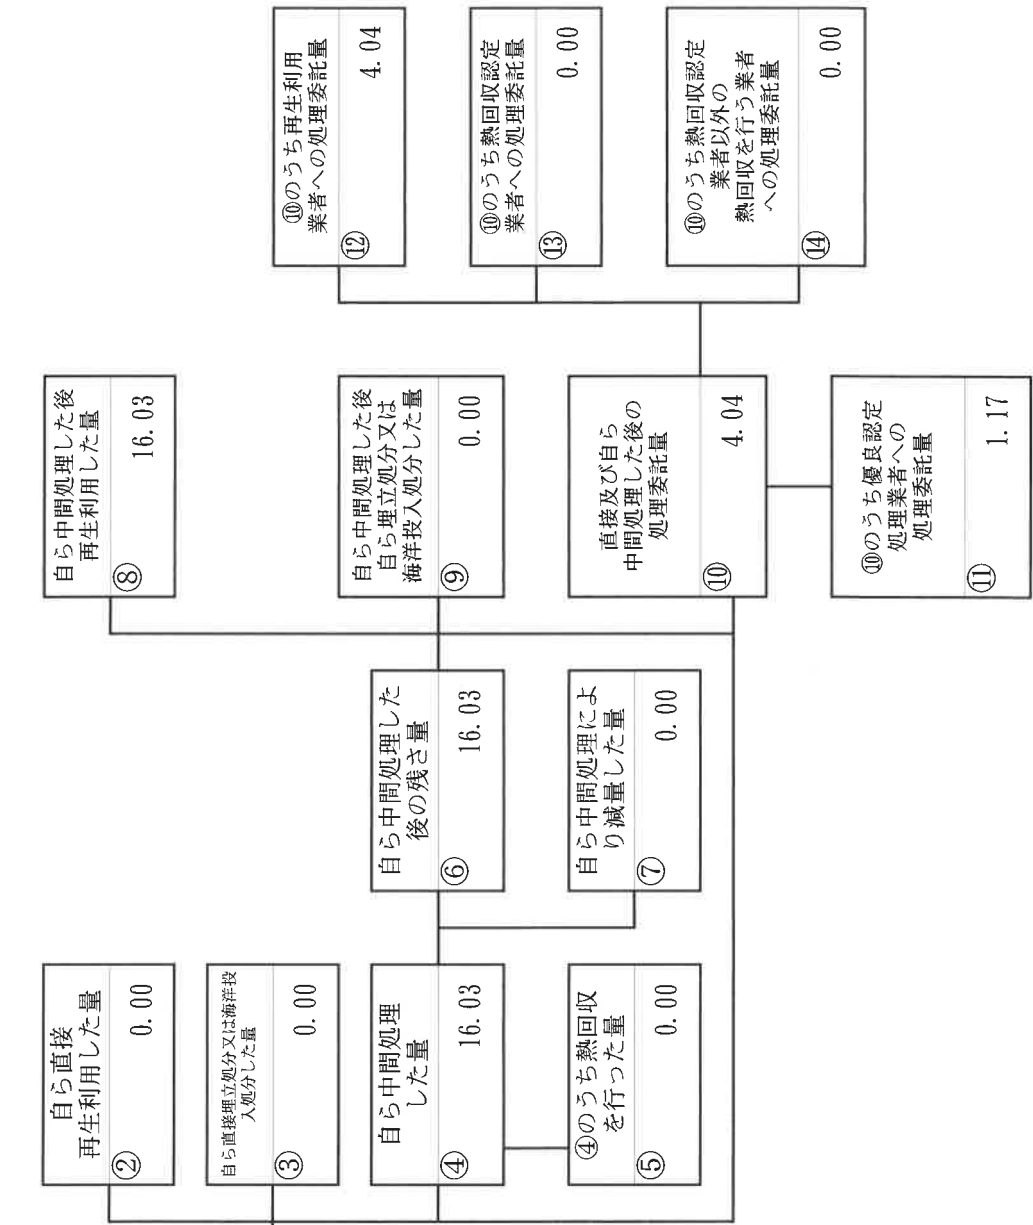 自ら直接
再生利用した量
②
0.00
自ら直接埋立処分又は海洋投
入処分した量
③
0.00
自ら中間処理
した量
④
16.03
④のうち熱回収
を行った量
⑤
0.00
自ら中間処理した
後の残さ量
⑥
16.03
自ら中間処理によ
り減量した量
⑦
0.00
自ら中間処理した後
再生利用した量
⑧
16.03
自ら中間処理した後
自ら埋立処分又は
海洋投入処分した量
⑨
0.00
直接及び自ら
中間処理した後の
処理委託量
⑩
4.04
⑩のうち優良認定
処理業者への
処理委託量
⑪
1.17
⑩のうち再生利用
業者への処理委託量
⑫
4.04
⑩のうち熱回収認定
業者への処理委託量
⑬
0.00
⑩のうち熱回収認定
業者以外の
熱回収を行う業者
への処理委託量
⑭
0.00